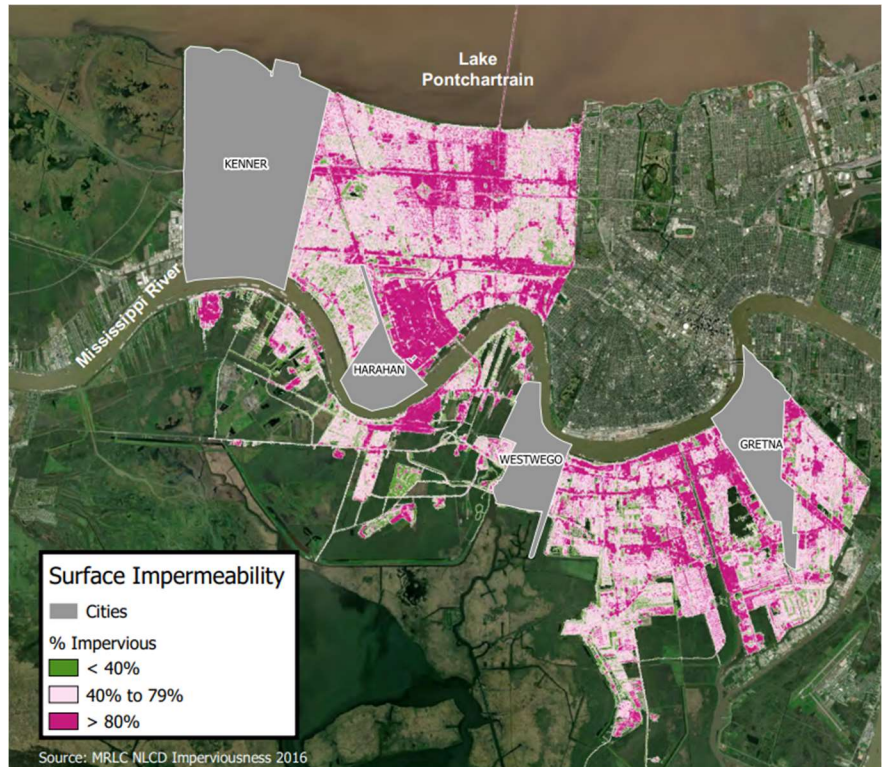 Lake
Pontchartrain
KENNER
Mississippi River
HARAHAN
WESTWEGO
GRETNA
Surface Impermeability
Cities
% Impervious
< 40%
40% to 79%
> 80%
Source: MRLC NLCD Imperviousness 2016